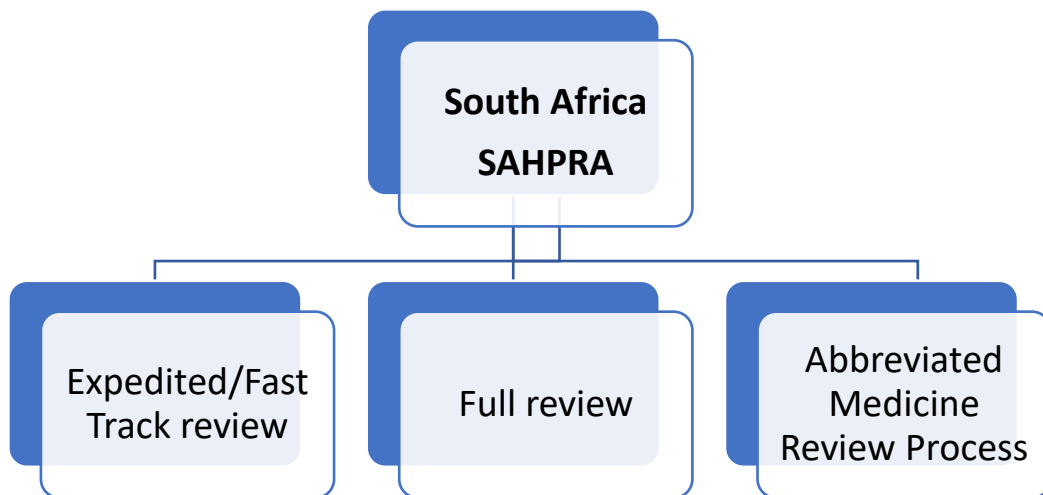 South Africa
SAHPRA
Expedited/Fast
Track review
Full review
Abbreviated
Medicine
Review Process